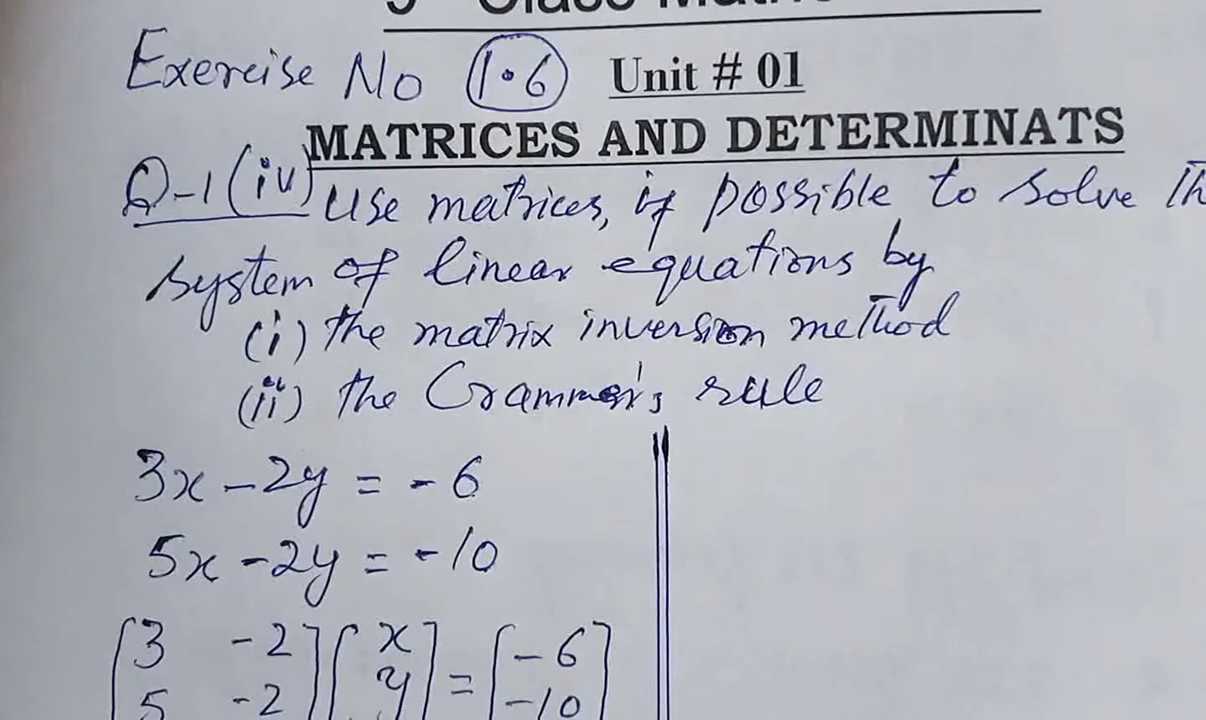 Exercise No 1.6 Unit # 01
MATRICES AND DETERMINATS
Q-1(iv) Use matrices, if possible to solve
system of linear equations by
(i) the matrix inversion method
(ii) the Crammer's rule
3x - 2y = -6
5x - 2y = -10
[3 -2] [x] = [-6]
[5 -2] [y] [-10]